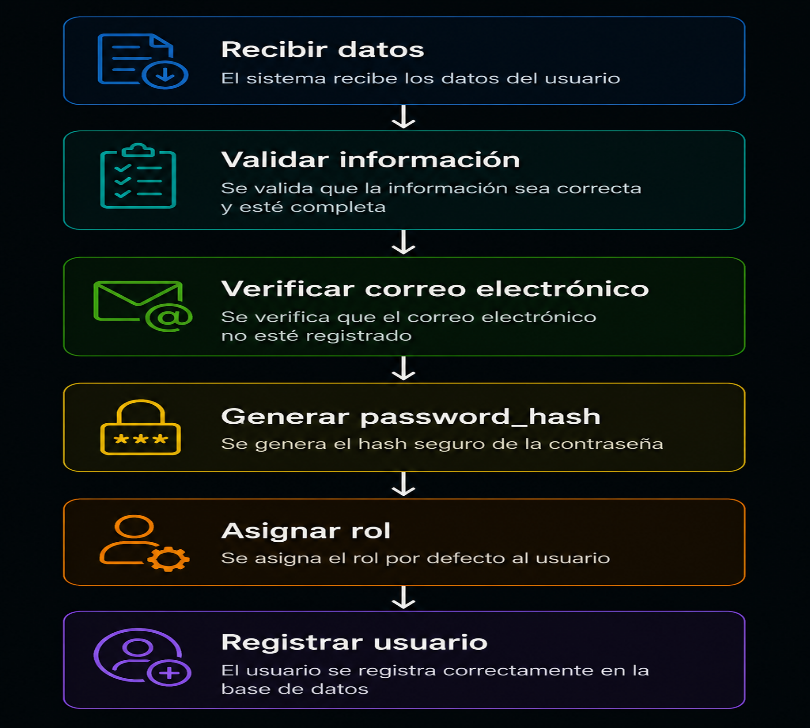 Recibir datos
El sistema recibe los datos del usuario
Validar información
Se valida que la información sea correcta
y esté completa
Verificar correo electrónico
Se verifica que el correo electrónico
no esté registrado
@
Generar password_hash
Se genera el hash seguro de la contraseña
***
Asignar rol
Se asigna el rol por defecto al usuario
Registrar usuario
El usuario se registra correctamente en la
base de datos